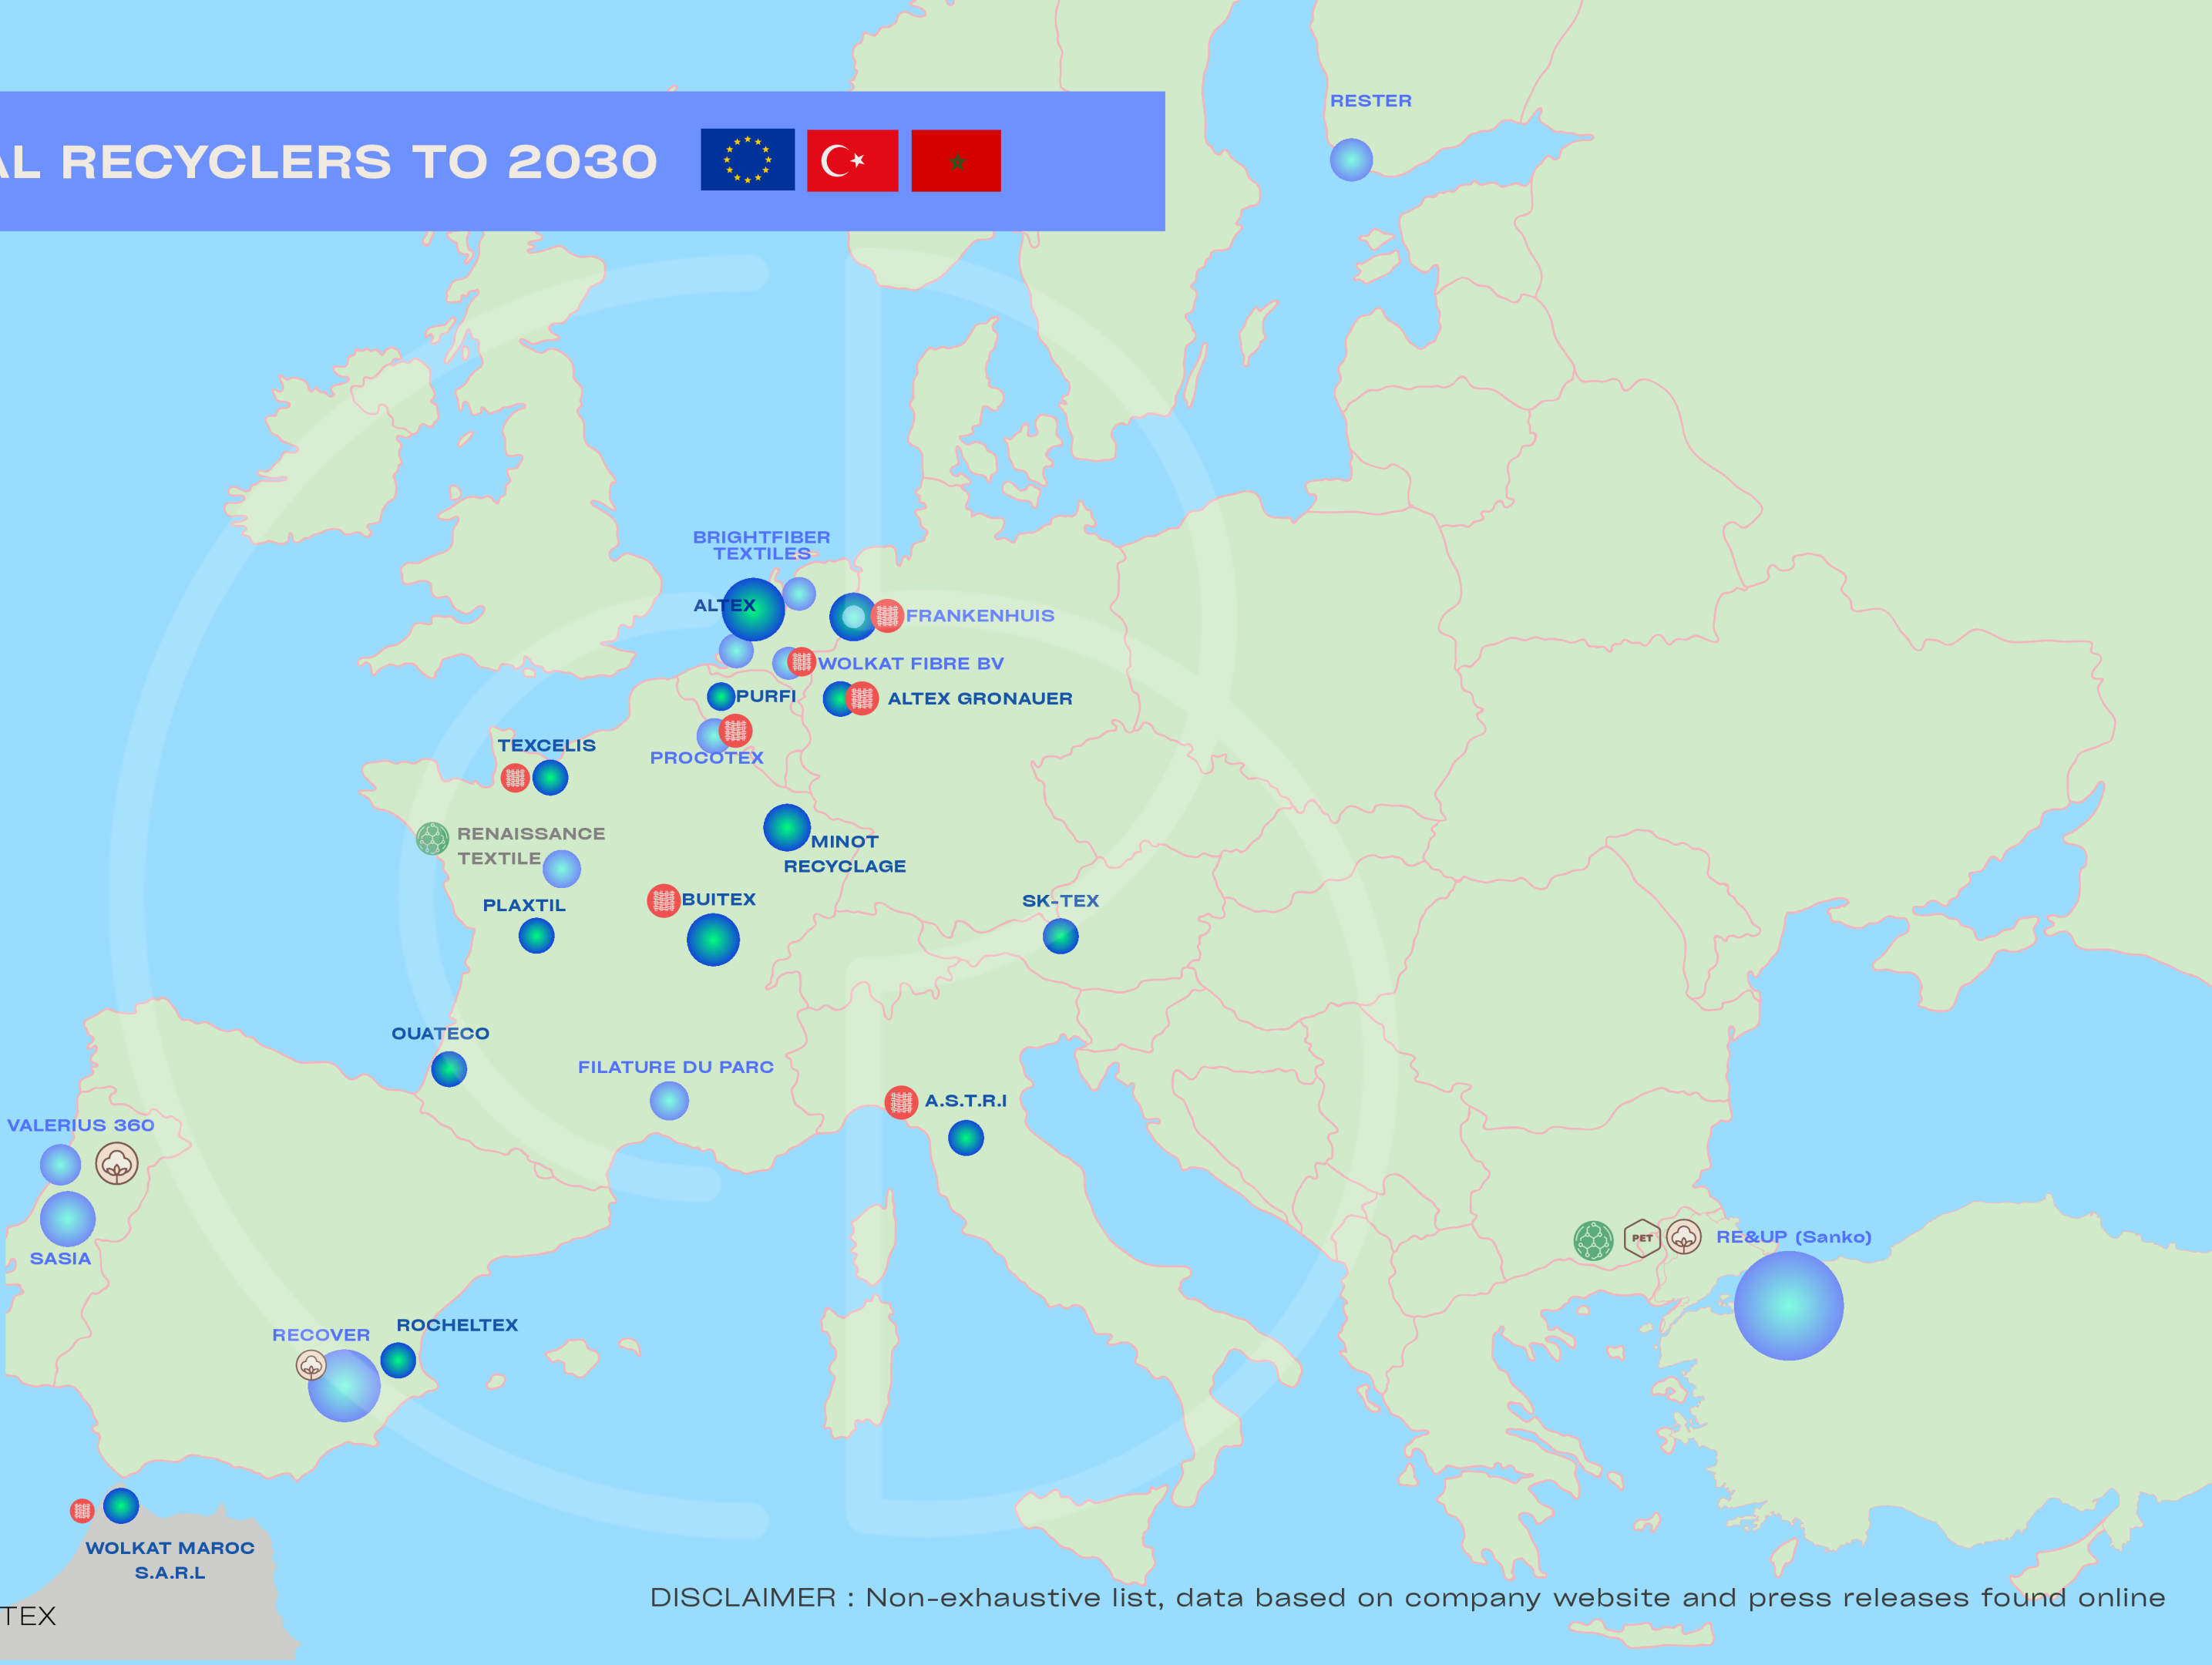 RESTER
AL RECYCLERS TO 2030
BRIGHTFIBER
TEXTILES
ALTEX
FRANKENHUIS
WOLKAT FIBRE BV
PURFI
ALTEX GRONAUER
TEXCELIS
PROCOTEX
RENAISSANCE
TEXTILE
MINOT
RECYCLAGE
BUITEX
SK-TEX
PLAXTIL
OUATECO
FILATURE DU PARC
A.S.T.R.I
VALERIUS 360
RE&UP (Sanko)
PET
SASIA
ROCHELTEX
RECOVER
WOLKAT MAROC
S.A.R.L
DISCLAIMER : Non-exhaustive list, data based on company website and press releases found online
TEX